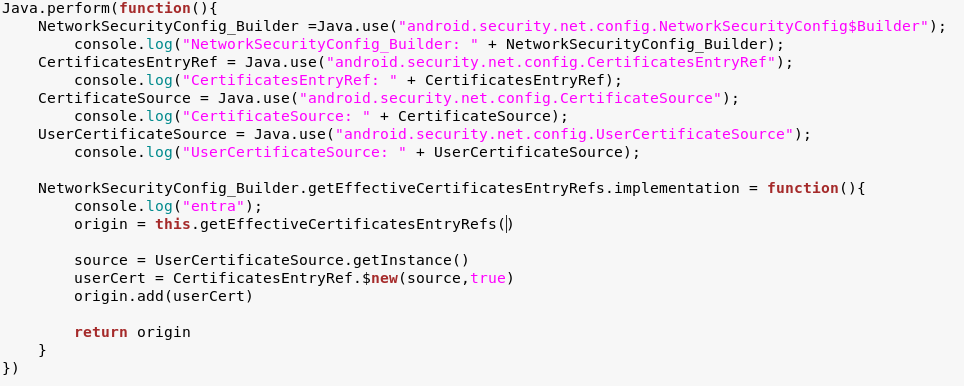 Java.perform(function(){
    NetworkSecurityConfig_Builder =Java.use("android.security.net.config.NetworkSecurityConfig$Builder");
        console.log("NetworkSecurityConfig_Builder: " + NetworkSecurityConfig_Builder);
    CertificatesEntryRef = Java.use("android.security.net.config.CertificatesEntryRef");
        console.log("CertificatesEntryRef: " + CertificatesEntryRef);
    CertificateSource = Java.use("android.security.net.config.CertificateSource");
        console.log("CertificateSource: " + CertificateSource);
    UserCertificateSource = Java.use("android.security.net.config.UserCertificateSource");
        console.log("UserCertificateSource: " + UserCertificateSource);

    NetworkSecurityConfig_Builder.getEffectiveCertificatesEntryRefs.implementation = function(){
        console.log("entra");
        origin = this.getEffectiveCertificatesEntryRefs()

        source = UserCertificateSource.getInstance()
        userCert = CertificatesEntryRef.$new(source,true)
        origin.add(userCert)

        return origin
    }
})